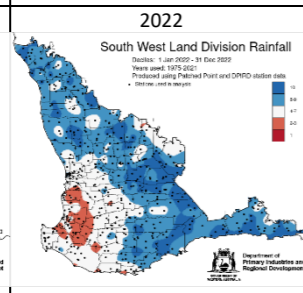 2022
South West Land Division Rainfall
Deciles: 1 Jan 2022 - 31 Dec 2022
Years used: 1975-2021
Produced using Patched Point and DPIRD station data
Stations used in analysis
10
8-9
4-7
2-3
1
Department of
Primary Industries and
Regional Development